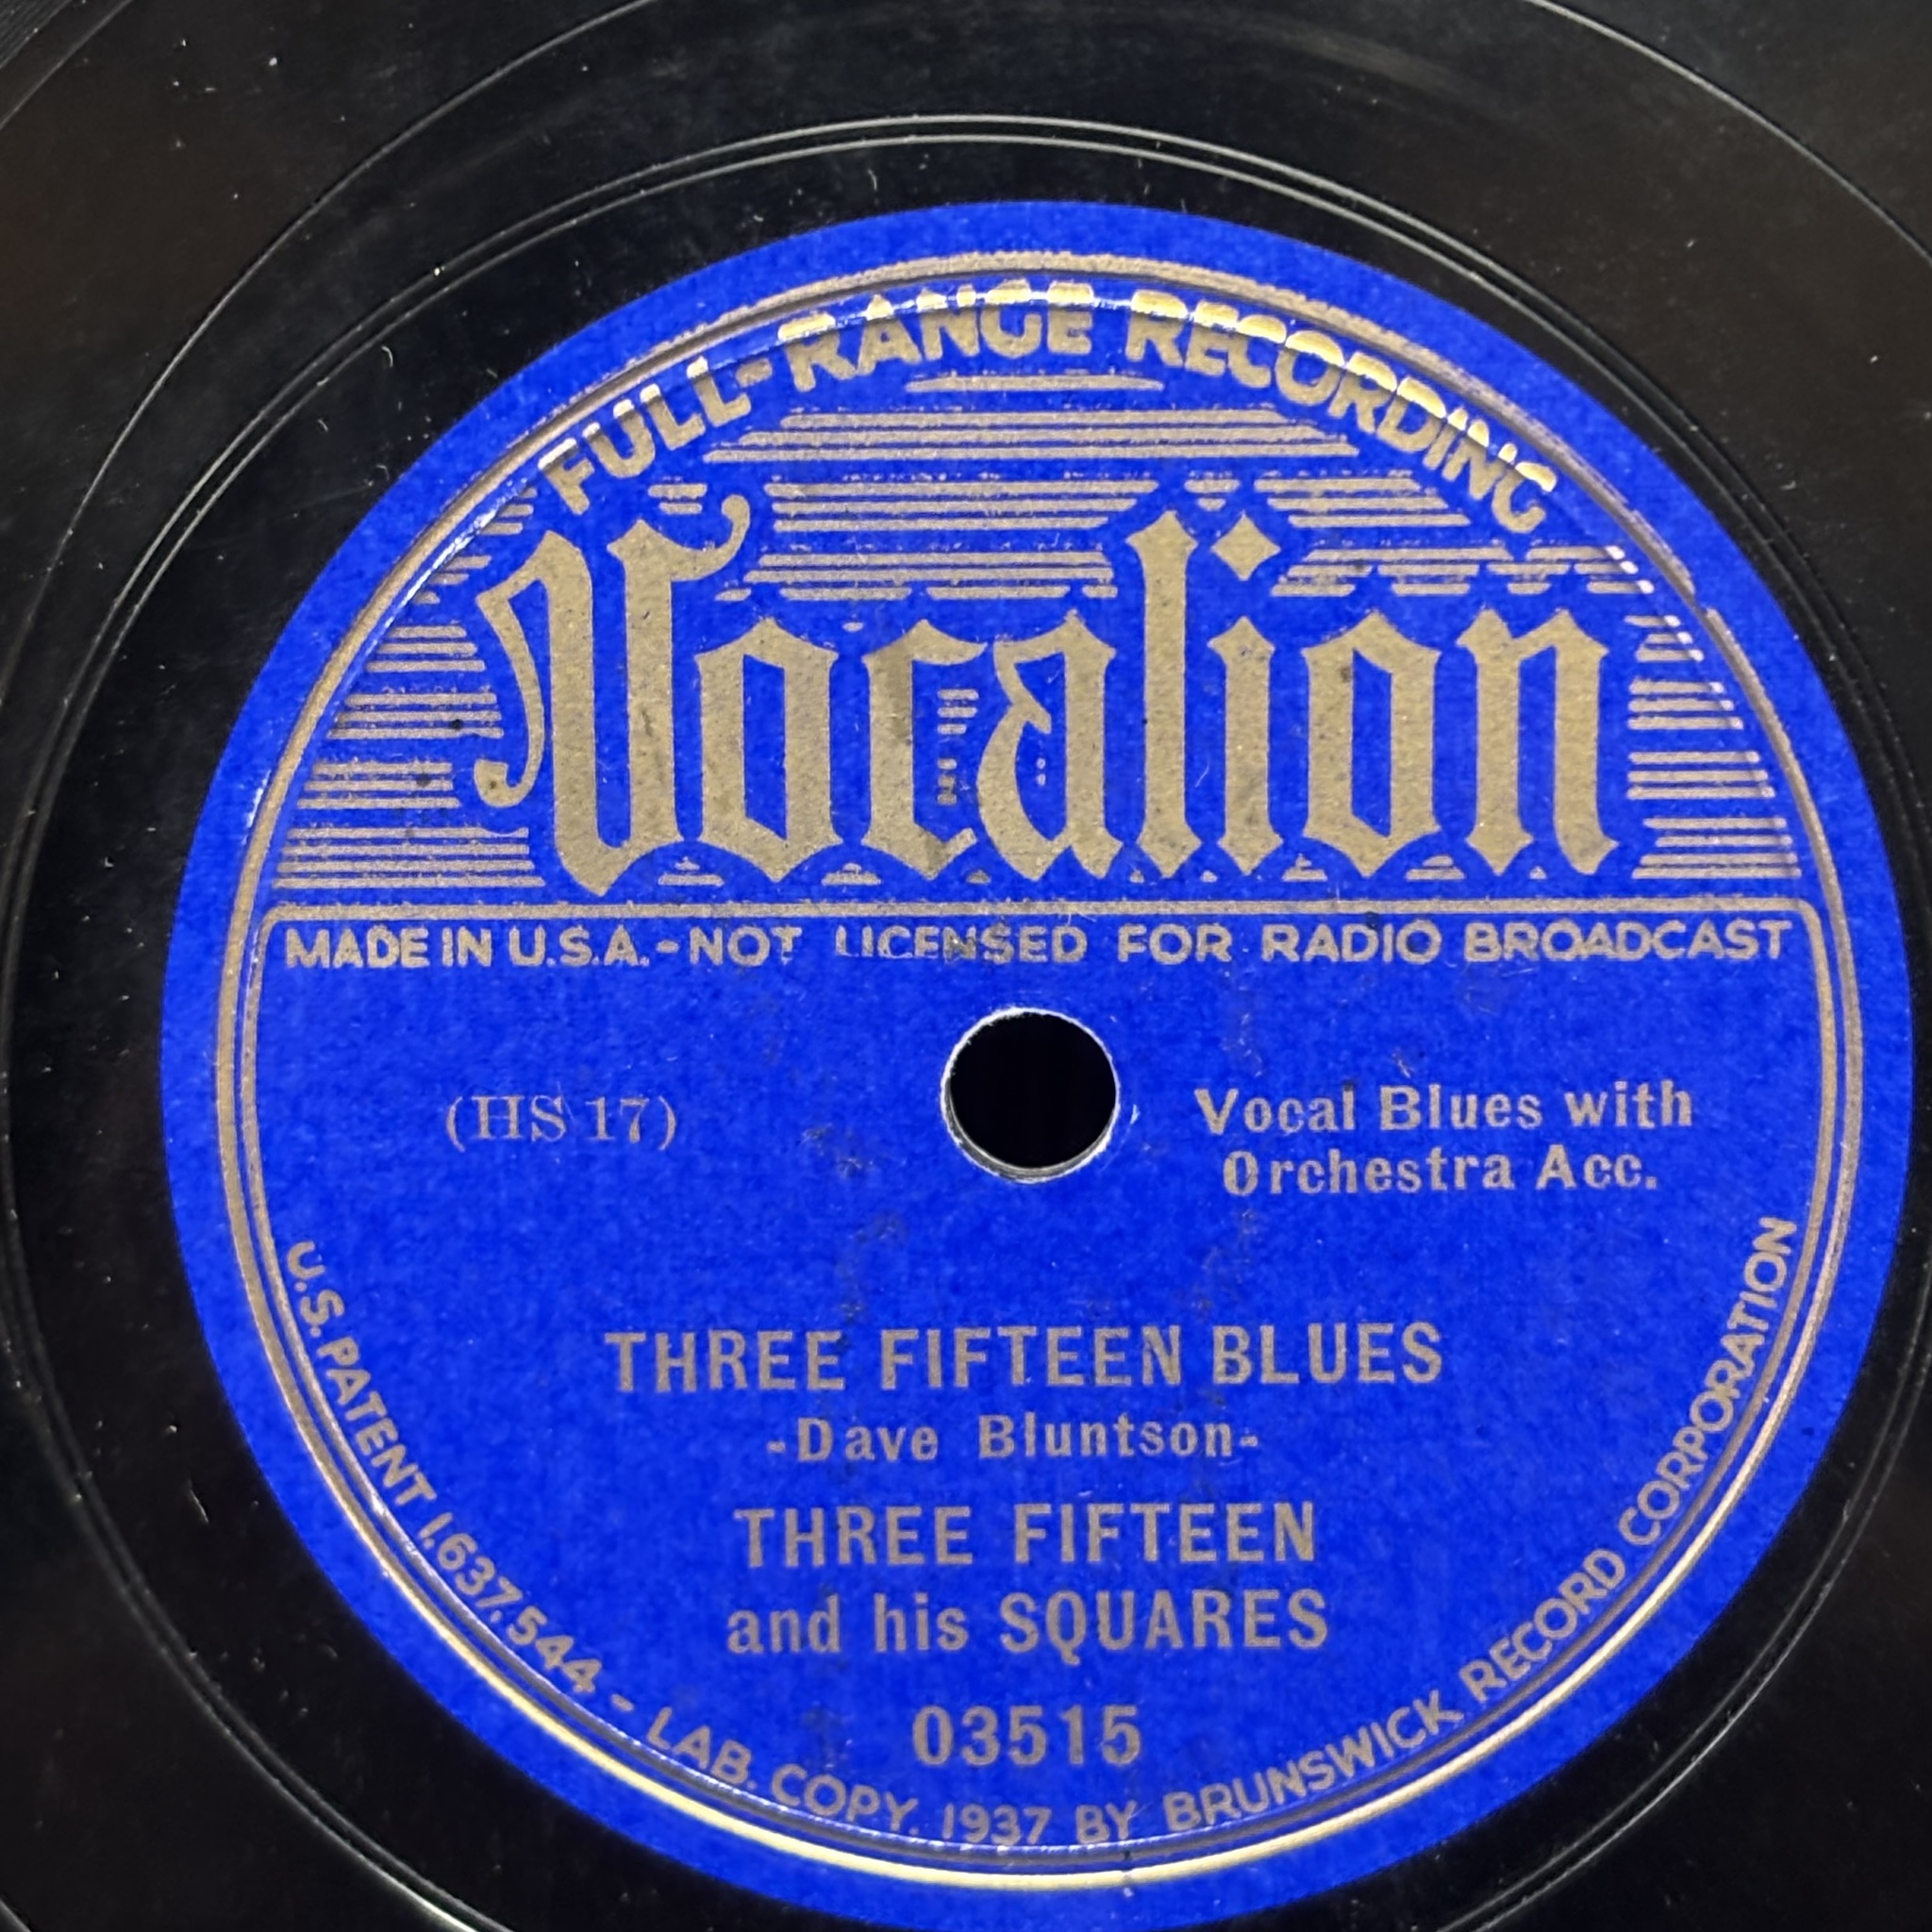 FULL-RANGE RECORDING
Vocalion
MADE IN U.S.A.-NOT LICENSED FOR RADIO BROADCAST
(HS 17)
Vocal Blues with
Orchestra Acc.
THREE FIFTEEN BLUES
-Dave Bluntson-
THREE FIFTEEN
and his SQUARES
03515
U.S. PATENT 1,637,544 - LAB. COPY. 1937 BY BRUNSWICK RECORD CORPORATION